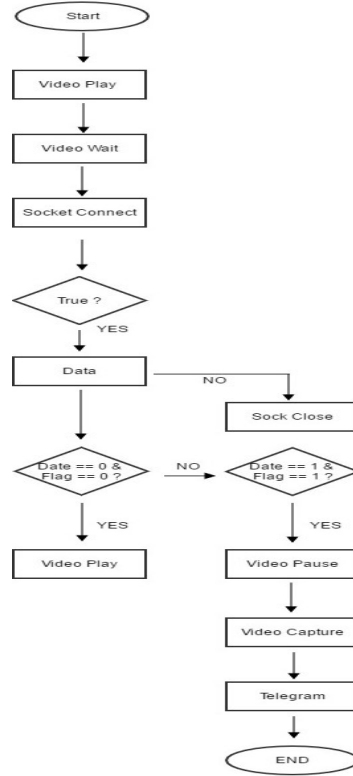 Start
Video Play
Video Wait
Socket Connect
True ?
YES
Data
NO
Sock Close
Date == 0 &
Flag == 0 ?
NO
Date == 1 &
Flag == 1 ?
YES
YES
Video Play
Video Pause
Video Capture
Telegram
END